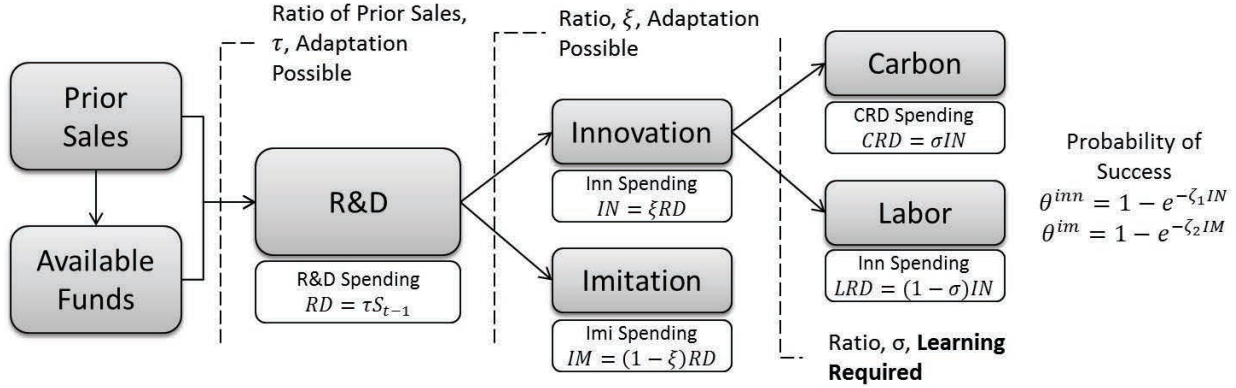 Ratio of Prior Sales,
τ, Adaptation
Possible
Ratio, ξ, Adaptation
Possible
Prior
Sales
Available
Funds
R&D
R&D Spending
RD = τS_{t−1}
Innovation
Inn Spending
IN = ξRD
Imitation
Imi Spending
IM = (1 − ξ)RD
Carbon
CRD Spending
CRD = σIN
Labor
Inn Spending
LRD = (1 − σ)IN
Ratio, σ, Learning
Required
Probability of
Success
θ^{inn} = 1 − e^{−ζ_1 IN}
θ^{im} = 1 − e^{−ζ_2 IM}